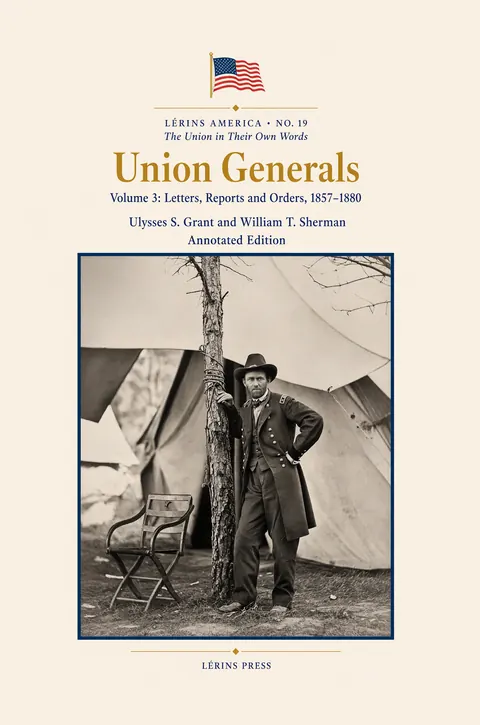 LÉRINS AMERICA • NO. 19
The Union in Their Own Words
Union Generals
Volume 3: Letters, Reports and Orders, 1857–1880
Ulysses S. Grant and William T. Sherman
Annotated Edition
LÉRINS PRESS